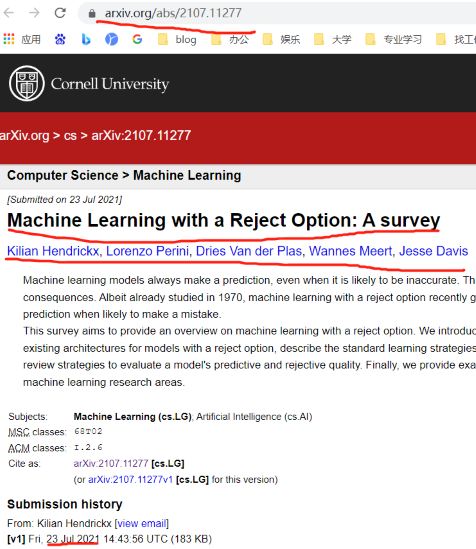 arxiv.org/abs/2107.11277
应用 blog 办公 娱乐 大学 专业学习 找工
Cornell University
arXiv.org > cs > arXiv:2107.11277
Computer Science > Machine Learning
[Submitted on 23 Jul 2021]
Machine Learning with a Reject Option: A survey
Kilian Hendrickx, Lorenzo Perini, Dries Van der Plas, Wannes Meert, Jesse Davis
Machine learning models always make a prediction, even when it is likely to be inaccurate. Th
consequences. Albeit already studied in 1970, machine learning with a reject option recently g
prediction when likely to make a mistake.
This survey aims to provide an overview on machine learning with a reject option. We introduc
existing architectures for models with a reject option, describe the standard learning strategies
review strategies to evaluate a model's predictive and rejective quality. Finally, we provide exa
machine learning research areas.
Subjects: Machine Learning (cs.LG); Artificial Intelligence (cs.AI)
MSC classes: 68T02
ACM classes: I.2.6
Cite as: arXiv:2107.11277 [cs.LG]
(or arXiv:2107.11277v1 [cs.LG] for this version)
Submission history
From: Kilian Hendrickx [view email]
[v1] Fri, 23 Jul 2021 14:43:56 UTC (183 KB)